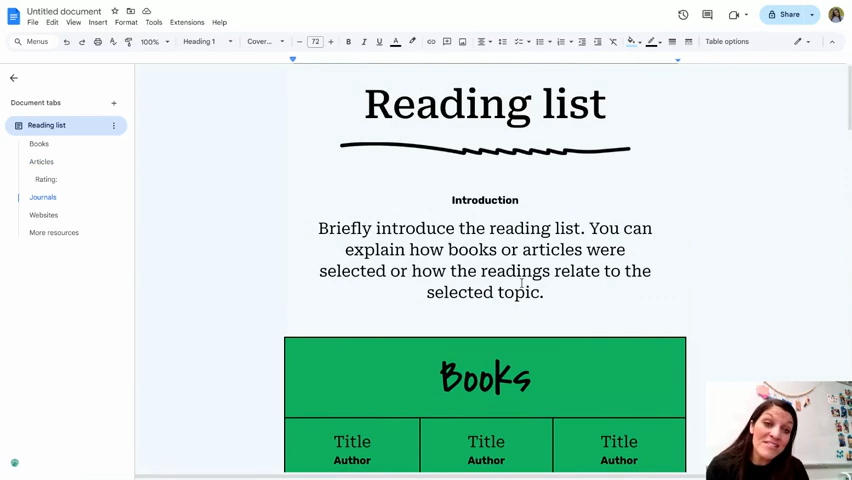 Untitled document
File Edit View Insert Format Tools Extensions Help
Share
Menus 100% Heading 1 Cover... 72 B I U A Table options
Document tabs
Reading list
Books
Articles
Rating:
Journals
Websites
More resources
Reading list
Introduction
Briefly introduce the reading list. You can
explain how books or articles were
selected or how the readings relate to the
selected topic.
Books
Title Title Title
Author Author Author